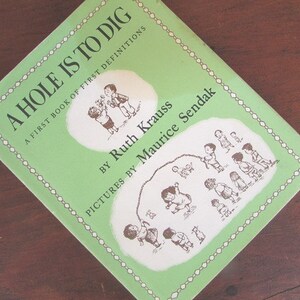 A HOLE IS TO DIG
A FIRST BOOK OF FIRST DEFINITIONS
BY Ruth Krauss
PICTURES BY Maurice Sendak